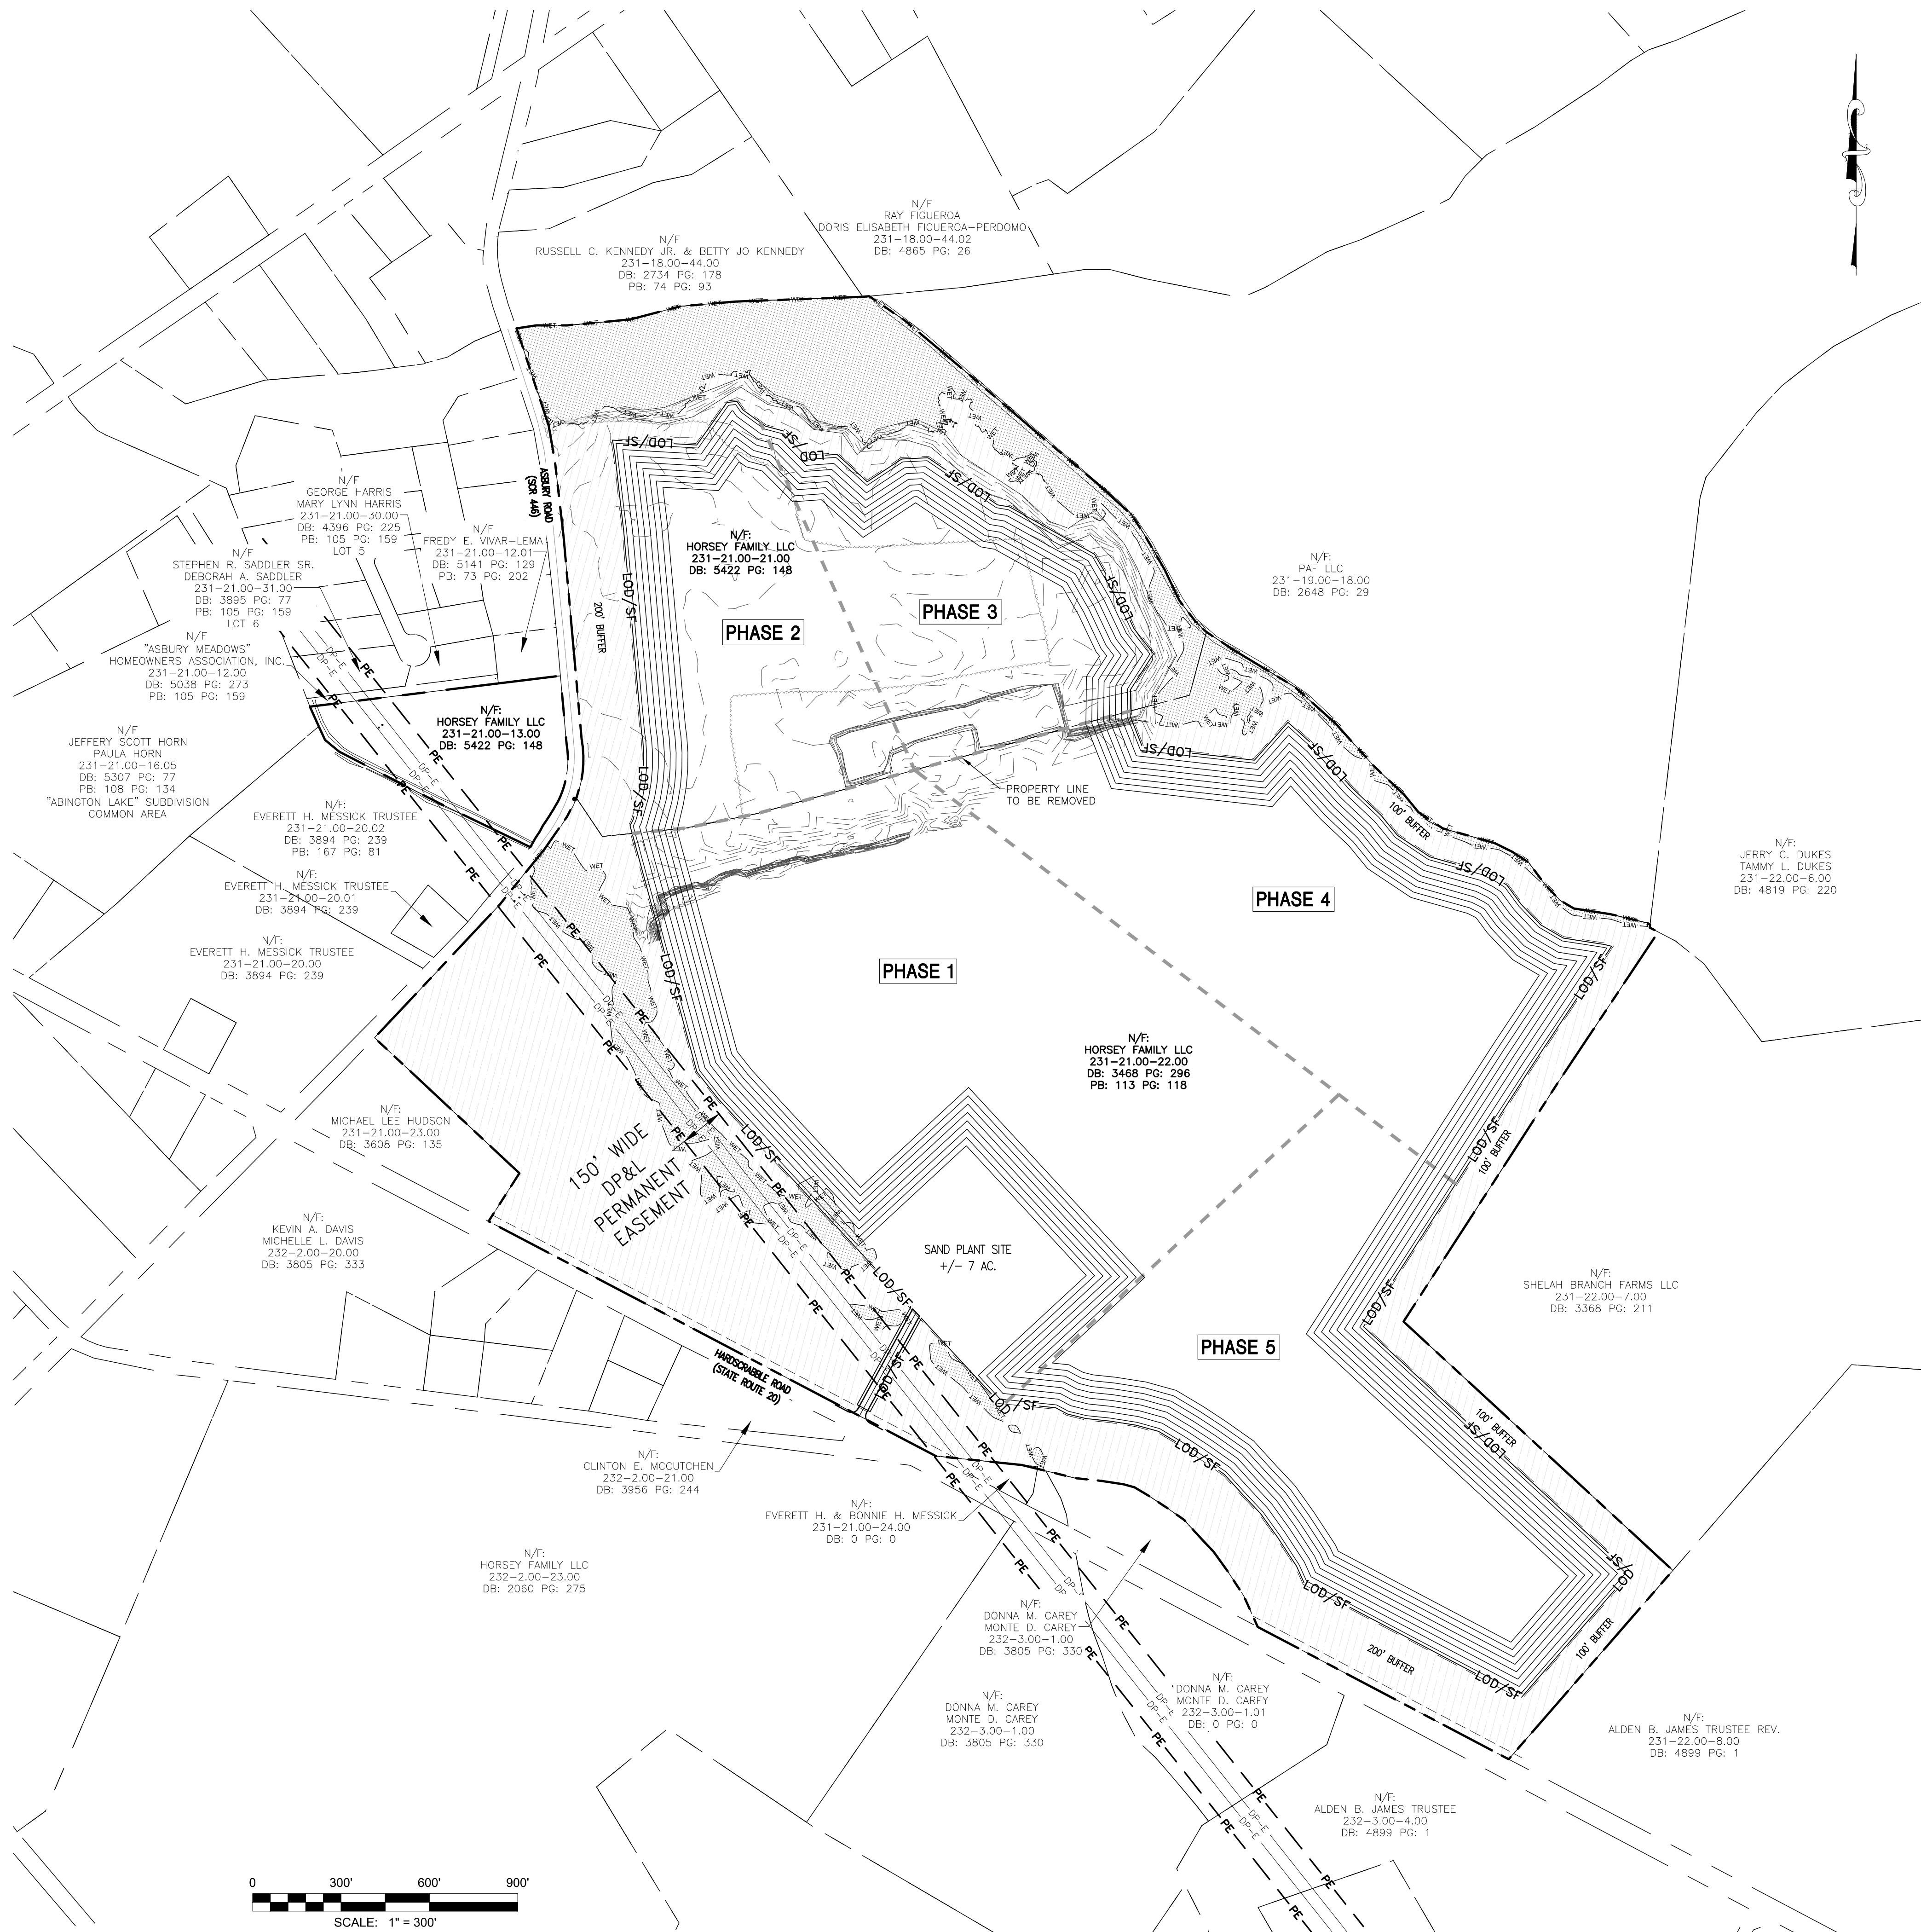 N/F
RAY FIGUEROA
DORIS ELISABETH FIGUEROA-PERDOMO
231-18.00-44.02
DB: 4865 PG: 26
N/F
RUSSELL C. KENNEDY JR. & BETTY JO KENNEDY
231-18.00-44.00
DB: 2734 PG: 178
PB: 74 PG: 93
N/F
GEORGE HARRIS
MARY LYNN HARRIS
231-21.00-30.00
DB: 4396 PG: 225
PB: 105 PG: 159
LOT 5
N/F
FREDY E. VIVAR-LEMA
231-21.00-12.01
DB: 5141 PG: 129
PB: 73 PG: 202
ASBURY ROAD
(SCR 446)
N/F
STEPHEN R. SADDLER SR.
DEBORAH A. SADDLER
231-21.00-31.00
DB: 3895 PG: 77
PB: 105 PG: 159
LOT 6
N/F
"ASBURY MEADOWS"
HOMEOWNERS ASSOCIATION, INC.
231-21.00-12.00
DB: 5038 PG: 273
PB: 105 PG: 159
N/F:
HORSEY FAMILY LLC
231-21.00-21.00
DB: 5422 PG: 148
N/F:
PAF LLC
231-19.00-18.00
DB: 2648 PG: 29
PHASE 2
PHASE 3
200' BUFFER
LOD/SF
LOD/SF
LOD/SF
N/F:
HORSEY FAMILY LLC
231-21.00-13.00
DB: 5422 PG: 148
N/F
JEFFERY SCOTT HORN
PAULA HORN
231-21.00-16.05
DB: 5307 PG: 77
PB: 108 PG: 134
"ABINGTON LAKE" SUBDIVISION
COMMON AREA
PROPERTY LINE
TO BE REMOVED
100' BUFFER
N/F:
EVERETT H. MESSICK TRUSTEE
231-21.00-20.02
DB: 3894 PG: 239
PB: 167 PG: 81
N/F:
EVERETT H. MESSICK TRUSTEE
231-21.00-20.01
DB: 3894 PG: 239
N/F:
EVERETT H. MESSICK TRUSTEE
231-21.00-20.00
DB: 3894 PG: 239
N/F:
JERRY C. DUKES
TAMMY L. DUKES
231-22.00-6.00
DB: 4819 PG: 220
PHASE 4
PHASE 1
N/F:
HORSEY FAMILY LLC
231-21.00-22.00
DB: 3468 PG: 296
PB: 113 PG: 118
N/F:
MICHAEL LEE HUDSON
231-21.00-23.00
DB: 3608 PG: 135
150' WIDE
DP&L
PERMANENT
EASEMENT
100' BUFFER
N/F:
KEVIN A. DAVIS
MICHELLE L. DAVIS
232-2.00-20.00
DB: 3805 PG: 333
SAND PLANT SITE
+/- 7 AC.
N/F:
SHELAH BRANCH FARMS LLC
231-22.00-7.00
DB: 3368 PG: 211
PHASE 5
HARDSCRABBLE ROAD
(STATE ROUTE 20)
100' BUFFER
N/F:
CLINTON E. MCCUTCHEN
232-2.00-21.00
DB: 3956 PG: 244
N/F:
EVERETT H. & BONNIE H. MESSICK
231-21.00-24.00
DB: 0 PG: 0
N/F:
HORSEY FAMILY LLC
232-2.00-23.00
DB: 2060 PG: 275
N/F:
DONNA M. CAREY
MONTE D. CAREY
232-3.00-1.00
DB: 3805 PG: 330
200' BUFFER
100' BUFFER
N/F:
DONNA M. CAREY
MONTE D. CAREY
232-3.00-1.01
DB: 0 PG: 0
N/F:
DONNA M. CAREY
MONTE D. CAREY
232-3.00-1.00
DB: 3805 PG: 330
N/F:
ALDEN B. JAMES TRUSTEE REV.
231-22.00-8.00
DB: 4899 PG: 1
N/F:
ALDEN B. JAMES TRUSTEE
232-3.00-4.00
DB: 4899 PG: 1
0 300' 600' 900'
SCALE: 1" = 300'